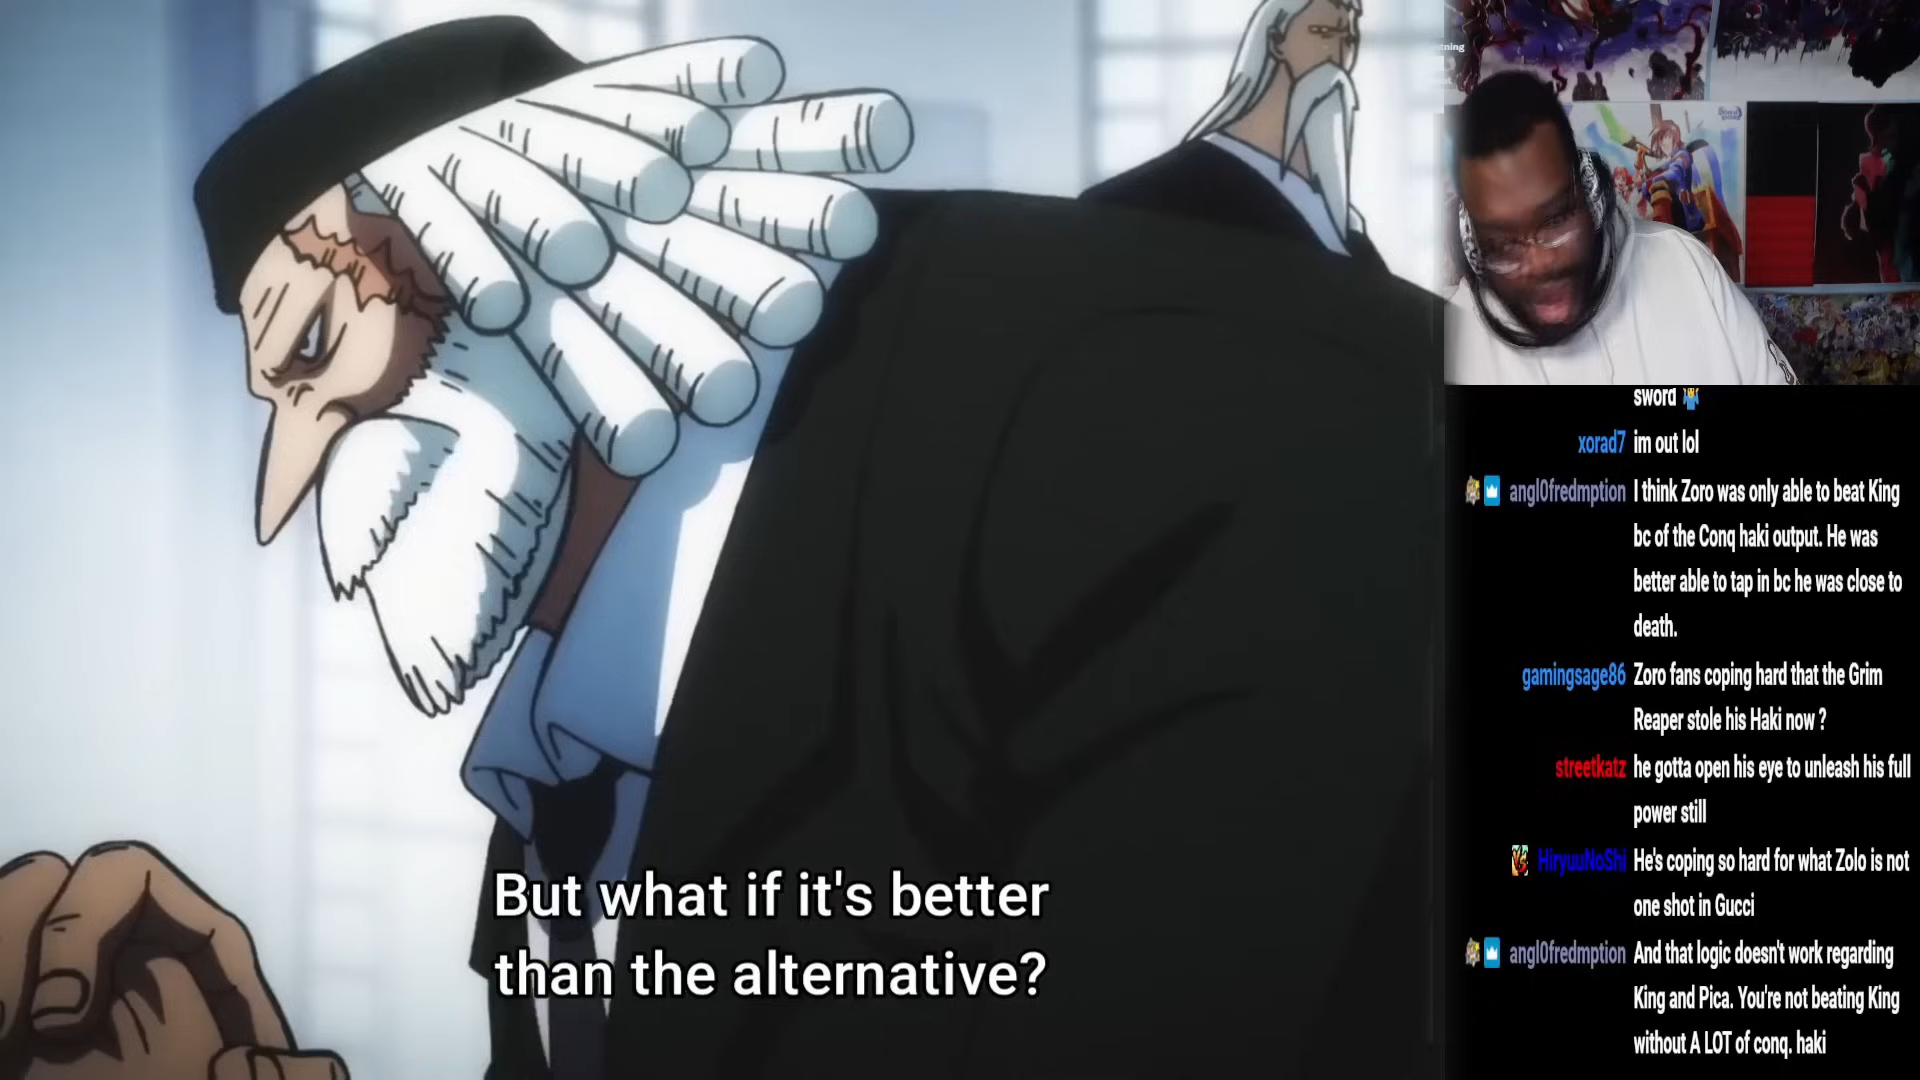 tning
sword
xorad7 im out lol
angl0fredmption I think Zoro was only able to beat King
bc of the Conq haki output. He was
better able to tap in bc he was close to
death.
gamingsage86 Zoro fans coping hard that the Grim
Reaper stole his Haki now ?
streetkatz he gotta open his eye to unleash his full
power still
HiryuuNoShi He's coping so hard for what Zolo is not
one shot in Gucci
angl0fredmption And that logic doesn't work regarding
King and Pica. You're not beating King
without A LOT of conq. haki
But what if it's better
than the alternative?